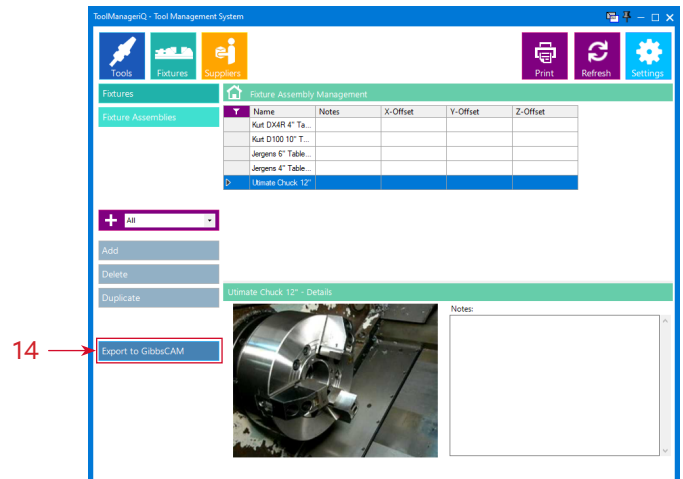 ToolManageriQ - Tool Management System
Tools
Fixtures
Suppliers
Print
Refresh
Settings
Fixtures
Fixture Assemblies
Fixture Assembly Management
Name Notes X-Offset Y-Offset Z-Offset
Kurt DX4R 4" Ta...
Kurt D100 10" T...
Jergens 6" Table...
Jergens 4" Table...
Utimate Chuck 12"
All
Add
Delete
Duplicate
Utimate Chuck 12" - Details
Notes:
14
Export to GibbsCAM